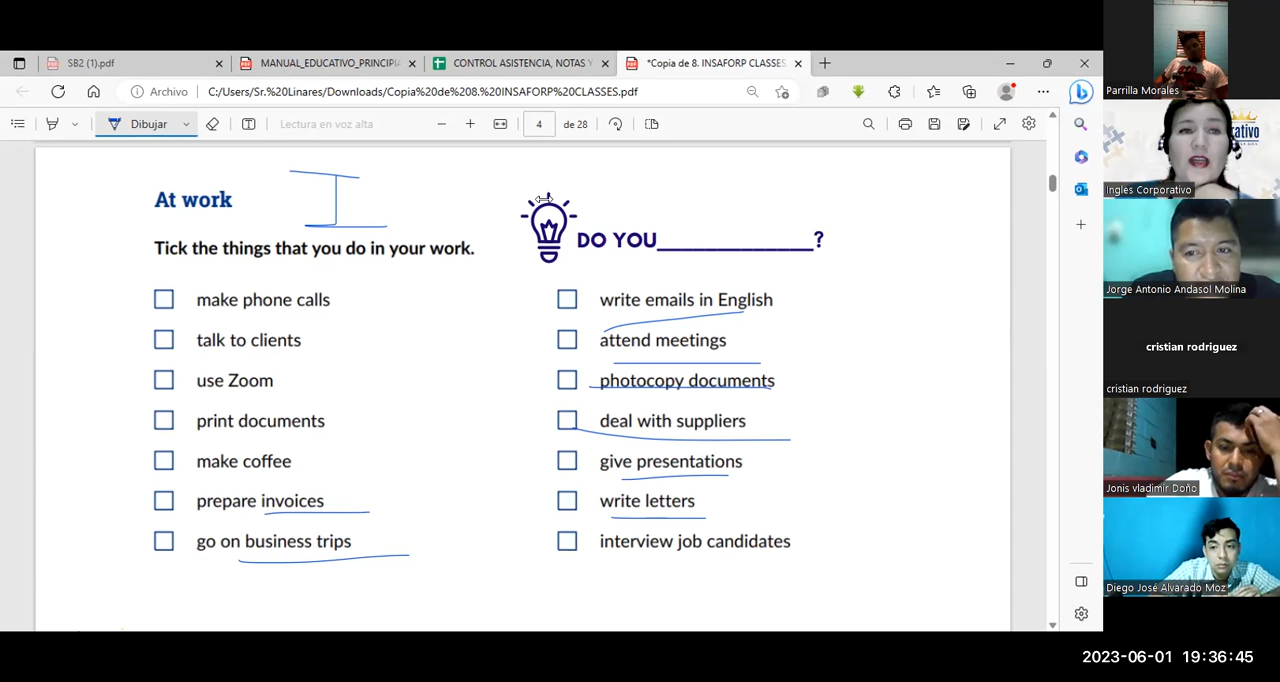 SB2 (1).pdf
MANUAL_EDUCATIVO_PRINCIPIA
CONTROL ASISTENCIA, NOTAS Y
*Copia de 8. INSAFORP CLASSES
Archivo
C:/Users/Sr.%20Linares/Downloads/Copia%20de%208.%20INSAFORP%20CLASSES.pdf
Dibujar
Lectura en voz alta
4
de 28
At work
I
DO YOU______________?
Tick the things that you do in your work.
make phone calls
talk to clients
use Zoom
print documents
make coffee
prepare invoices
go on business trips
write emails in English
attend meetings
photocopy documents
deal with suppliers
give presentations
write letters
interview job candidates
Parrilla Morales
Ingles Corporativo
Jorge Antonio Andasol Molina
cristian rodriguez
cristian rodriguez
Jonis vladimir Doño
Diego José Alvarado Moz
2023-06-01 19:36:45